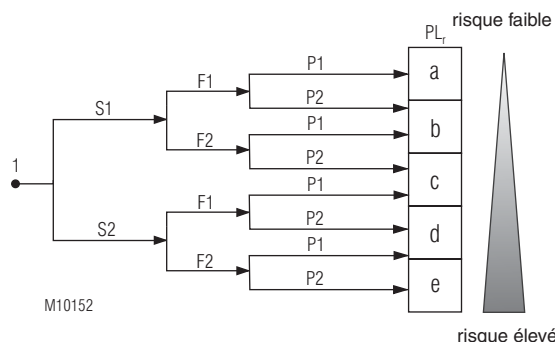 risque faible
PLr
P1
a
F1
P2
S1
P1
b
F2
P2
c
1
P1
F1
P2
d
S2
P1
F2
P2
e
M10152
risque élevé